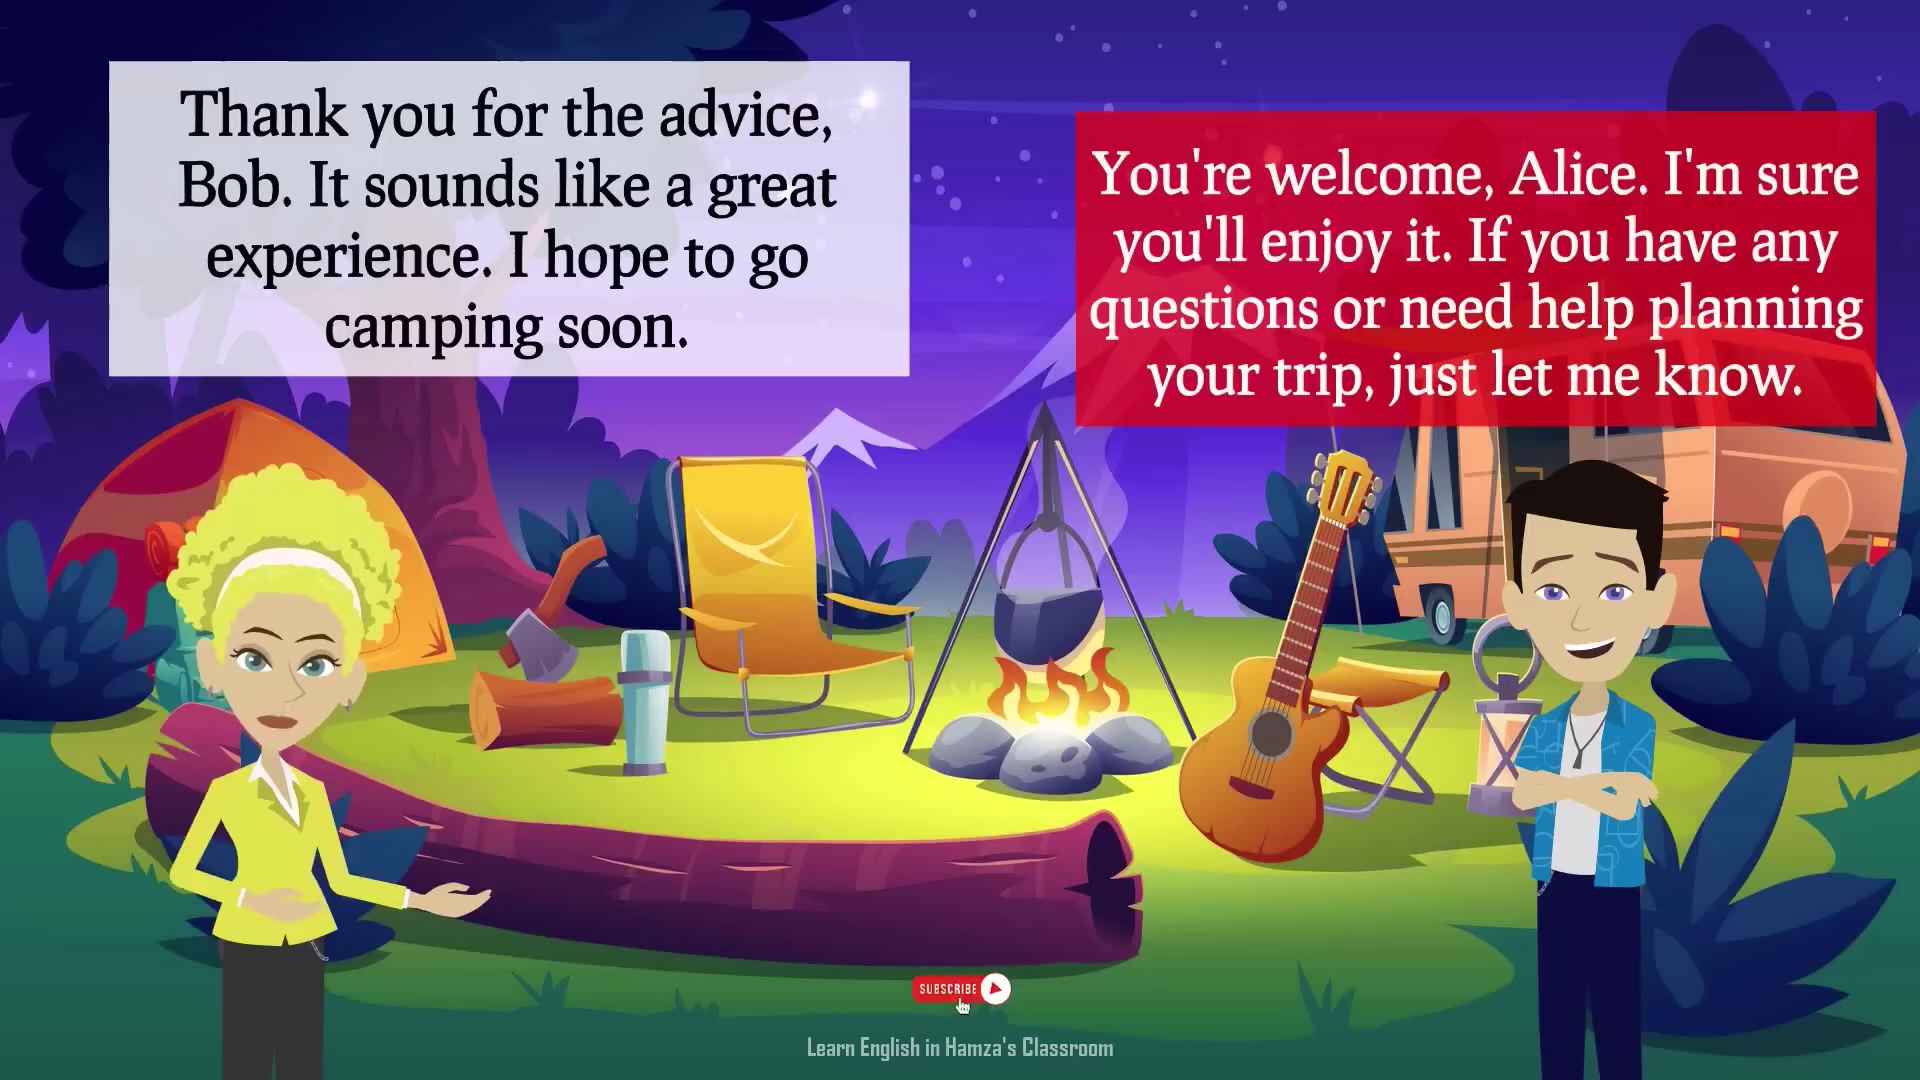 Thank you for the advice,
Bob. It sounds like a great
experience. I hope to go
camping soon.
You're welcome, Alice. I'm sure
you'll enjoy it. If you have any
questions or need help planning
your trip, just let me know.
SUBSCRIBE
Learn English in Hamza's Classroom